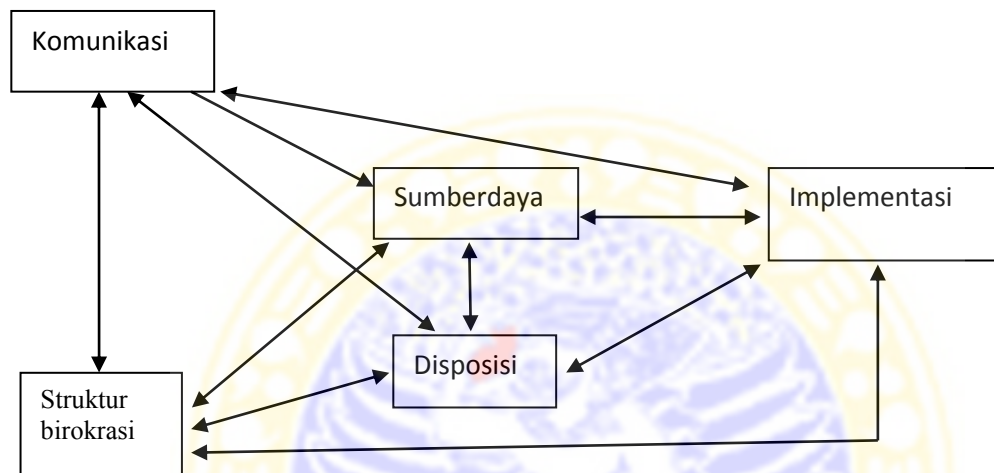 Komunikasi
Sumberdaya
Implementasi
Disposisi
Struktur
birokrasi